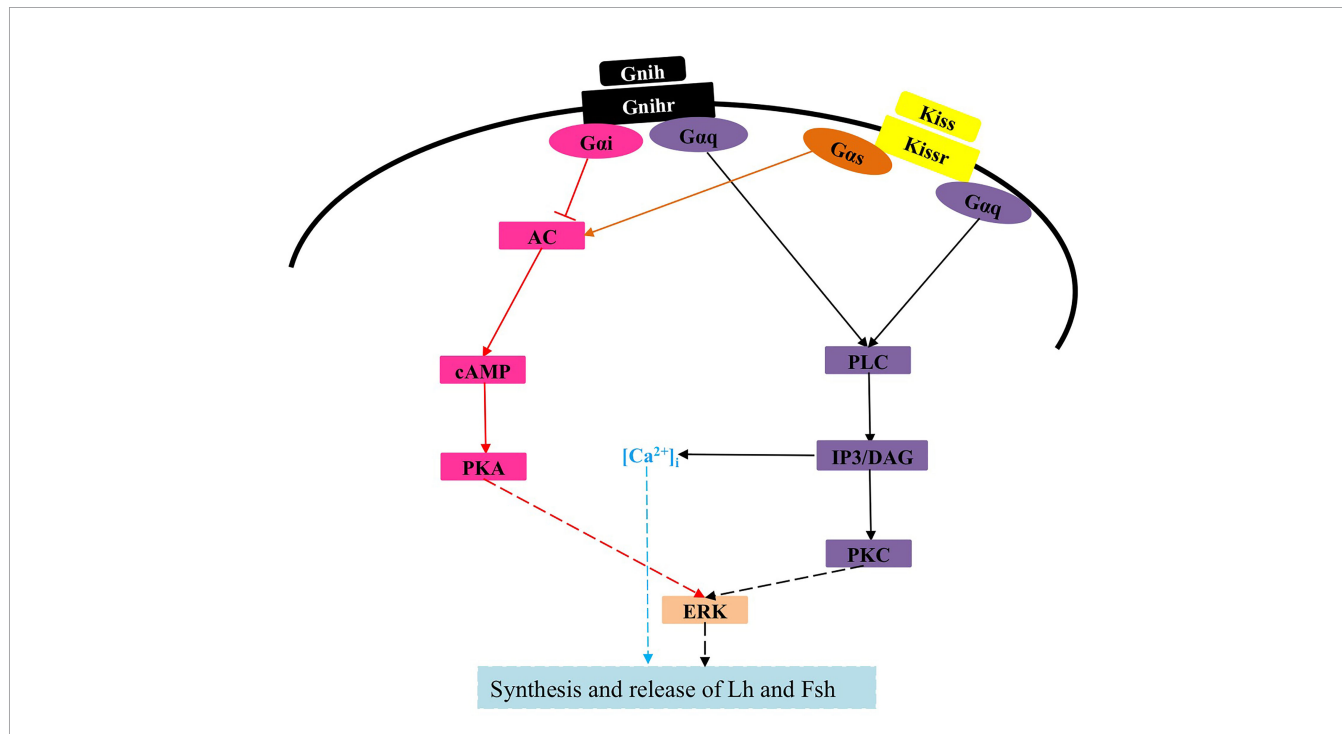 Gnih
Gnihr
Kiss
Kissr
Gαi
Gαq
Gαs
Gαq
AC
cAMP
PLC
[Ca²⁺]ᵢ
IP3/DAG
PKA
PKC
ERK
Synthesis and release of Lh and Fsh